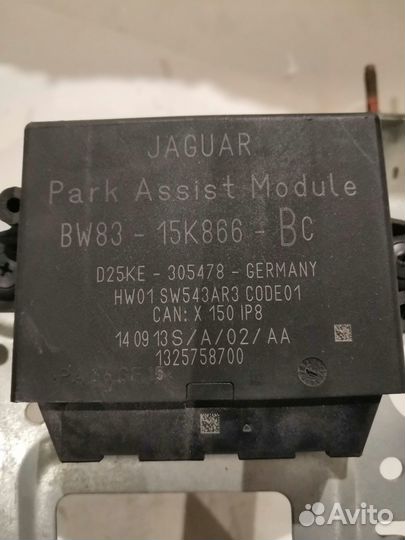 JAGUAR
Park Assist Module
BW83 - 15K866 - BC
D25KE - 305478 - GERMANY
HW01 SW543AR3 CODE01
CAN: X 150 IP8
14 09 13 S/A/02/AA
1325758700
Avito